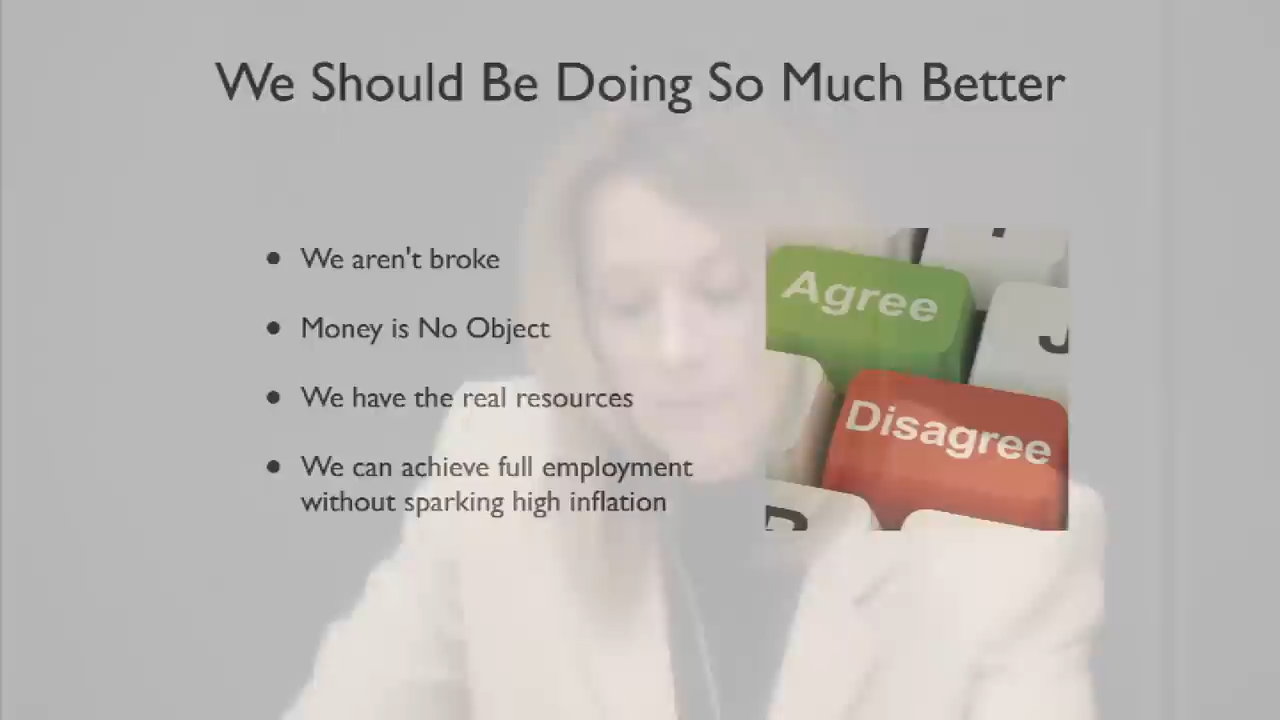 We Should Be Doing So Much Better
• We aren't broke
• Money is No Object
• We have the real resources
• We can achieve full employment
without sparking high inflation
Agree
J
Disagree